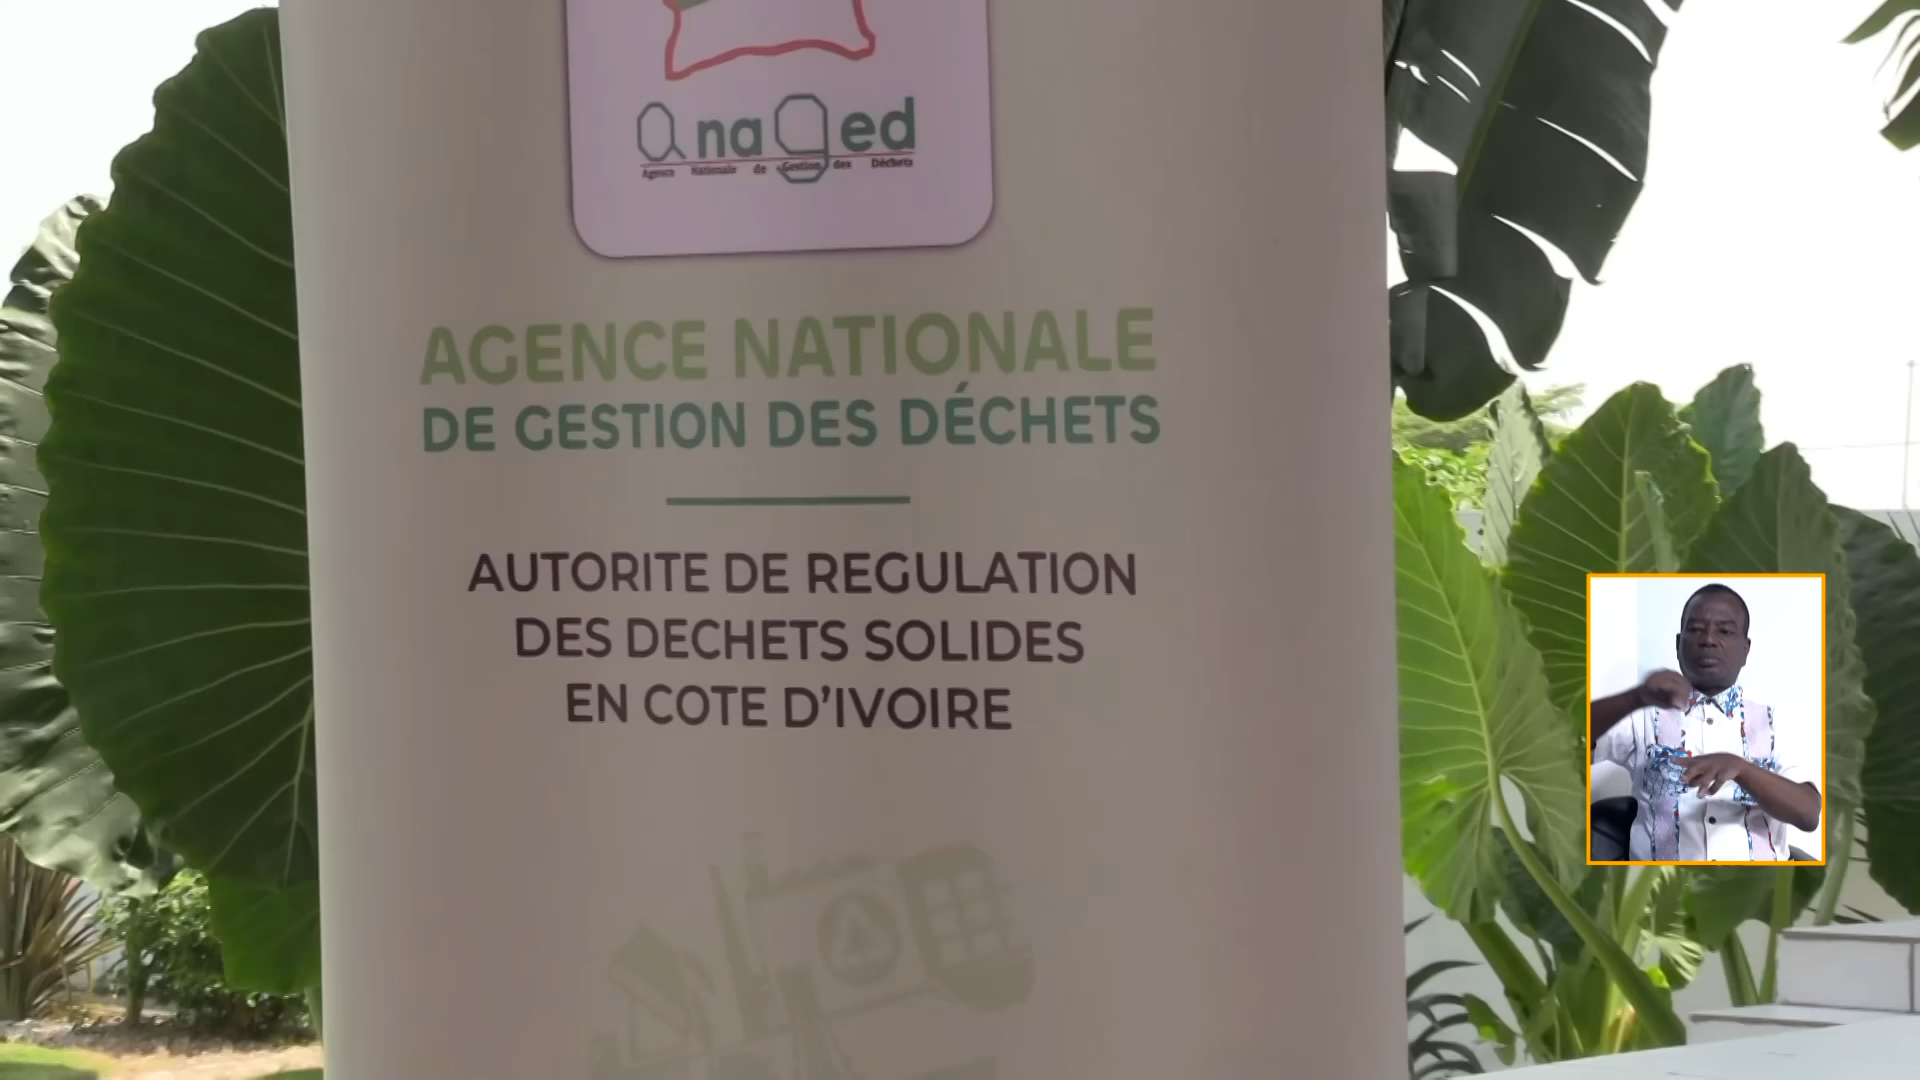 anaged
Agence Nationale de Gestion des Déchets
AGENCE NATIONALE
DE GESTION DES DÉCHETS
AUTORITE DE REGULATION
DES DECHETS SOLIDES
EN COTE D'IVOIRE